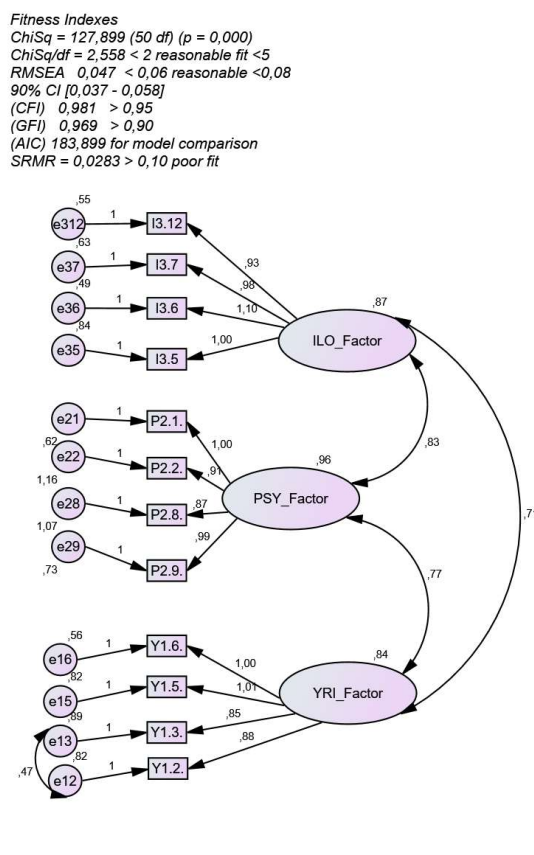 Fitness Indexes
ChiSq = 127,899 (50 df) (p = 0,000)
ChiSq/df = 2,558 < 2 reasonable fit <5
RMSEA 0,047 < 0,06 reasonable <0,08
90% CI [0,037 - 0,058]
(CFI) 0,981 > 0,95
(GFI) 0,969 > 0,90
(AIC) 183,899 for model comparison
SRMR = 0,0283 > 0,10 poor fit
,55
e312 1 I3.12
,63
,93
e37 1 I3.7
,49
,98
e36 1 I3.6
1,10
,87
,84
ILO_Factor
e35 1 I3.5
1,00
e21 1 P2.1.
,62
1,00
,83
e22 1 P2.2.
,91
,96
1,16
PSY_Factor
e28 1 P2.8.
,87
1,07
,99
e29 1 P2.9.
,73
,77
,56
e16 1 Y1.6.
1,00
,84
,82
e15 1 Y1.5.
1,01
YRI_Factor
,89
e13 1 Y1.3.
,85
,82
,88
e12 1 Y1.2.
,47